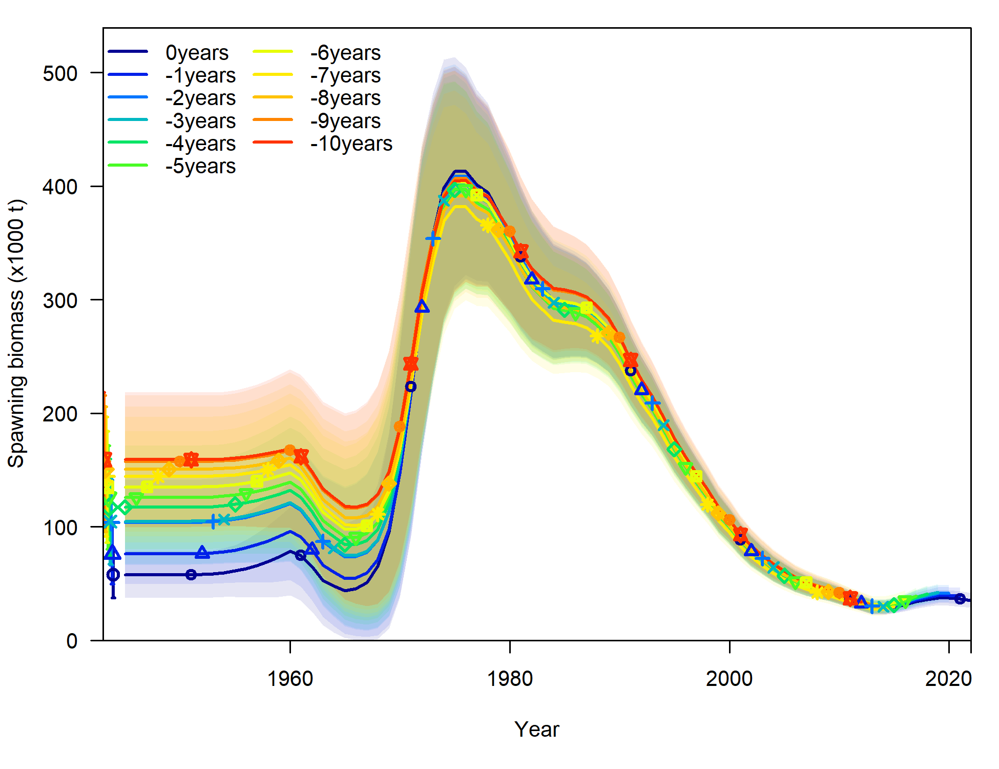 0years
-1years
-2years
-3years
-4years
-5years
-6years
-7years
-8years
-9years
-10years
Spawning biomass (x1000 t)
500
400
300
200
100
0
1960
1980
2000
2020
Year